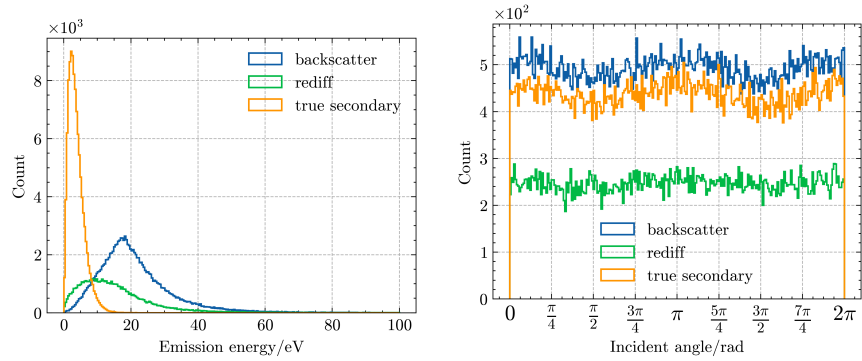 ×10³
8
6
4
2
0
Count
0 20 40 60 80 100
Emission energy/eV
backscatter
rediff
true secondary
×10²
5
4
3
2
1
0
Count
0 π/4 π/2 3π/4 π 5π/4 3π/2 7π/4 2π
Incident angle/rad
backscatter
rediff
true secondary